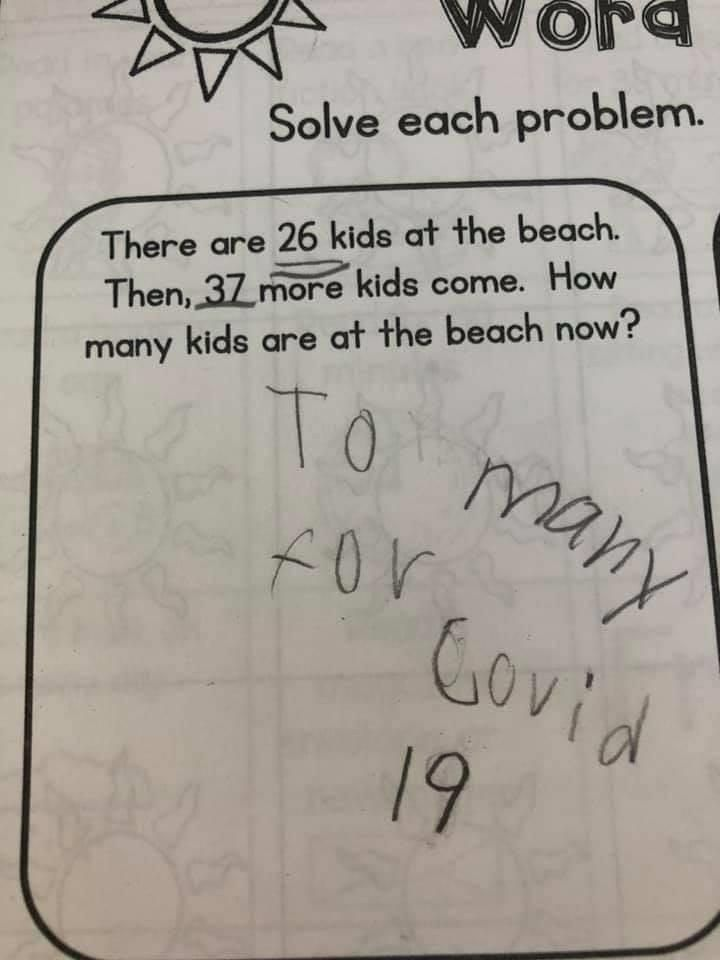 Word
Solve each problem.
There are 26 kids at the beach.
Then, 37 more kids come. How
many kids are at the beach now?
To many
for
Covid
19